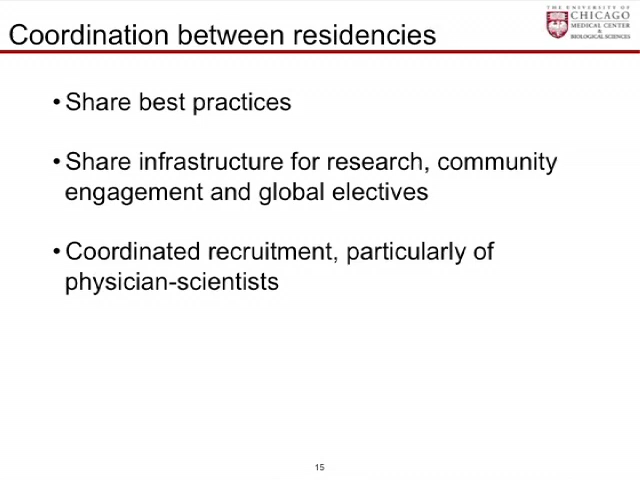 Coordination between residencies
THE UNIVERSITY OF
CHICAGO
MEDICAL CENTER
&
BIOLOGICAL SCIENCES
• Share best practices
• Share infrastructure for research, community
engagement and global electives
• Coordinated recruitment, particularly of
physician-scientists
15